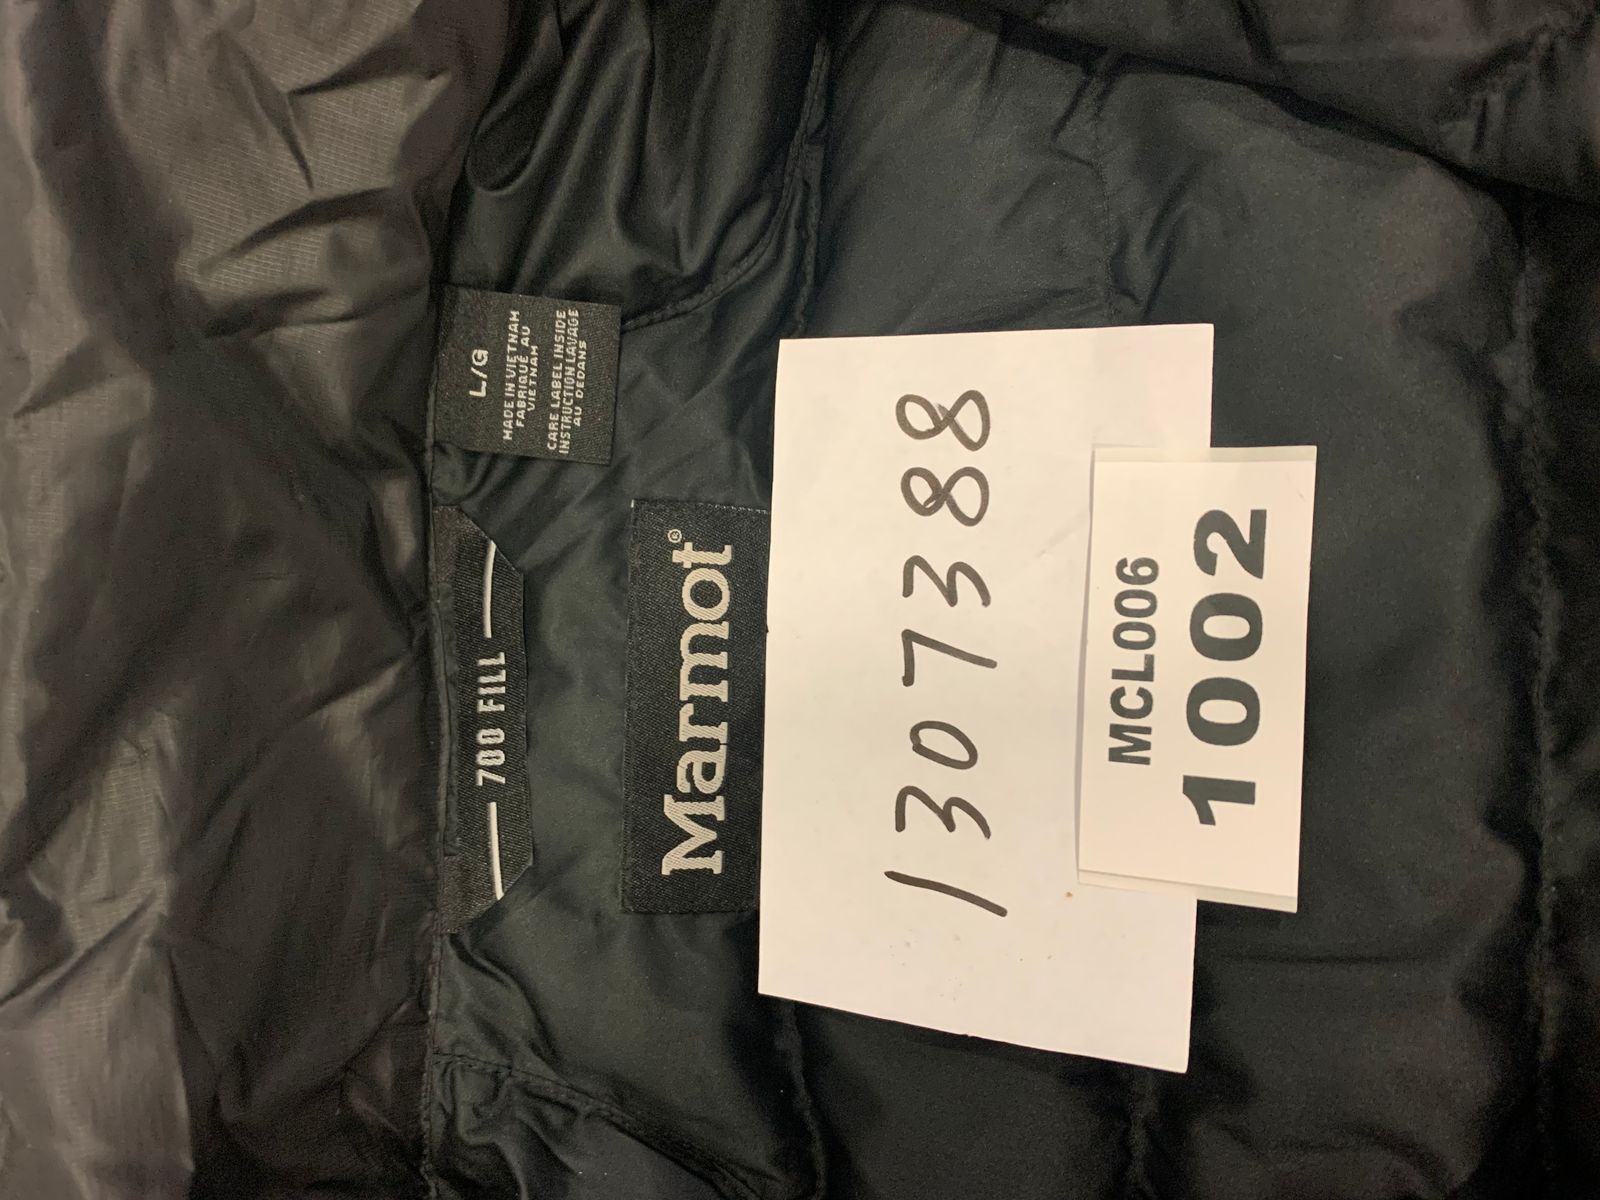 L/G
MADE IN VIETNAM
FABRIQUÉ AU
VIETNAM
CARE LABEL INSIDE
INSTRUCTION LAVAGE
AU DEDANS
700 FILL
Marmot®
1307388
MCL006
1002